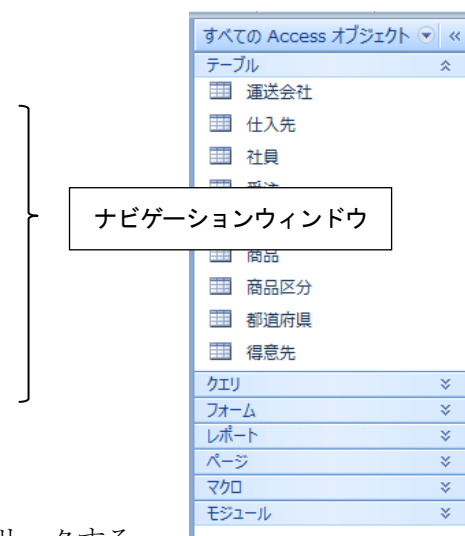 すべての Access オブジェクト
テーブル
運送会社
仕入先
社員
ナビゲーションウィンドウ
商品
商品区分
都道府県
得意先
クエリ
フォーム
レポート
ページ
マクロ
モジュール